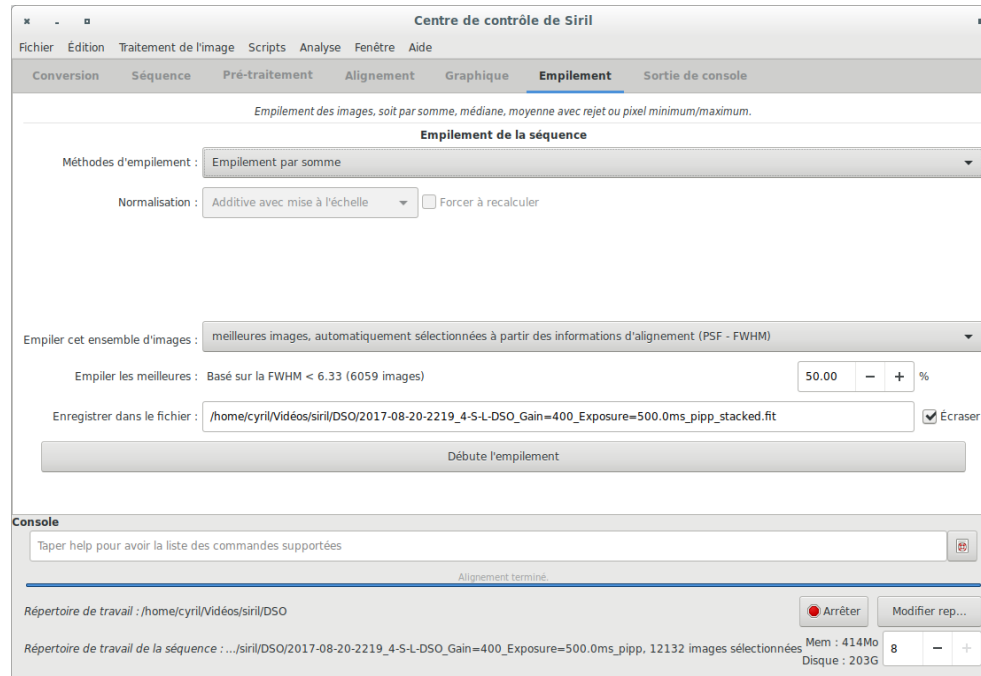 Centre de contrôle de Siril
Fichier Édition Traitement de l'image Scripts Analyse Fenêtre Aide
Conversion Séquence Pré-traitement Alignement Graphique Empilement Sortie de console
Empilement des images, soit par somme, médiane, moyenne avec rejet ou pixel minimum/maximum.
Empilement de la séquence
Méthodes d'empilement : Empilement par somme
Normalisation : Additive avec mise à l'échelle Forcer à recalculer
Empiler cet ensemble d'images : meilleures images, automatiquement sélectionnées à partir des informations d'alignement (PSF - FWHM)
Empiler les meilleures : Basé sur la FWHM < 6.33 (6059 images) 50.00 − + %
Enregistrer dans le fichier : /home/cyril/Vidéos/siril/DSO/2017-08-20-2219_4-S-L-DSO_Gain=400_Exposure=500.0ms_pipp_stacked.fit Écraser
Débute l'empilement
Console
Taper help pour avoir la liste des commandes supportées
Alignement terminé.
Répertoire de travail : /home/cyril/Vidéos/siril/DSO Arrêter Modifier rep...
Répertoire de travail de la séquence : .../siril/DSO/2017-08-20-2219_4-S-L-DSO_Gain=400_Exposure=500.0ms_pipp, 12132 images sélectionnées Mem : 414Mo 8 − +
Disque : 203G